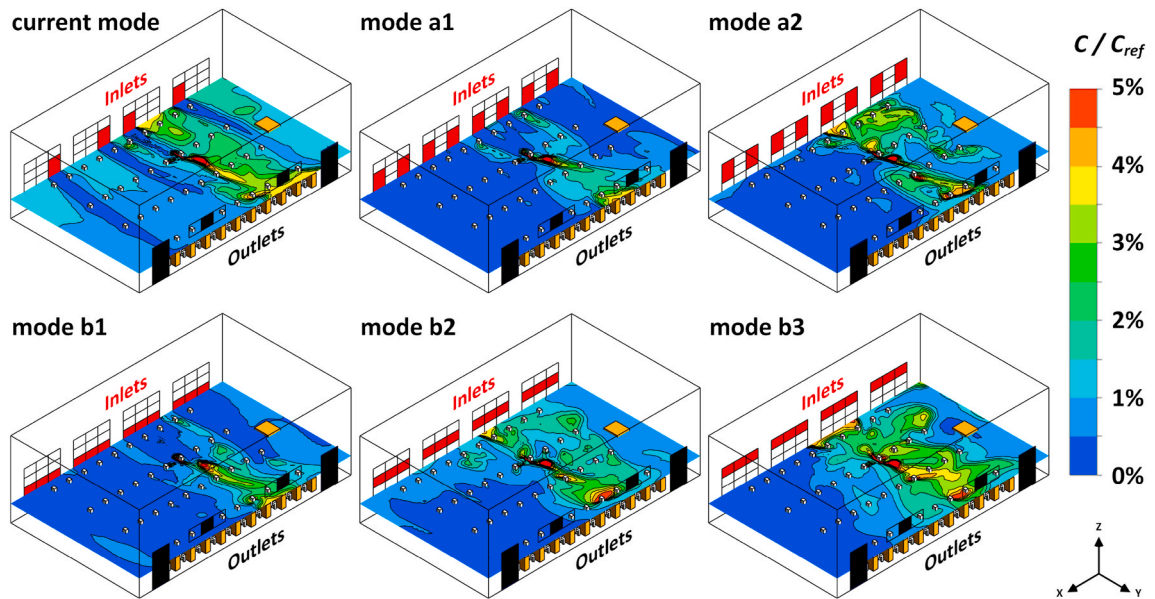 current mode
mode a1
mode a2
C / Cref
Inlets
Inlets
Inlets
5%
4%
3%
2%
1%
0%
Outlets
Outlets
Outlets
mode b1
mode b2
mode b3
Inlets
Inlets
Inlets
Outlets
Outlets
Outlets
Z
X
Y